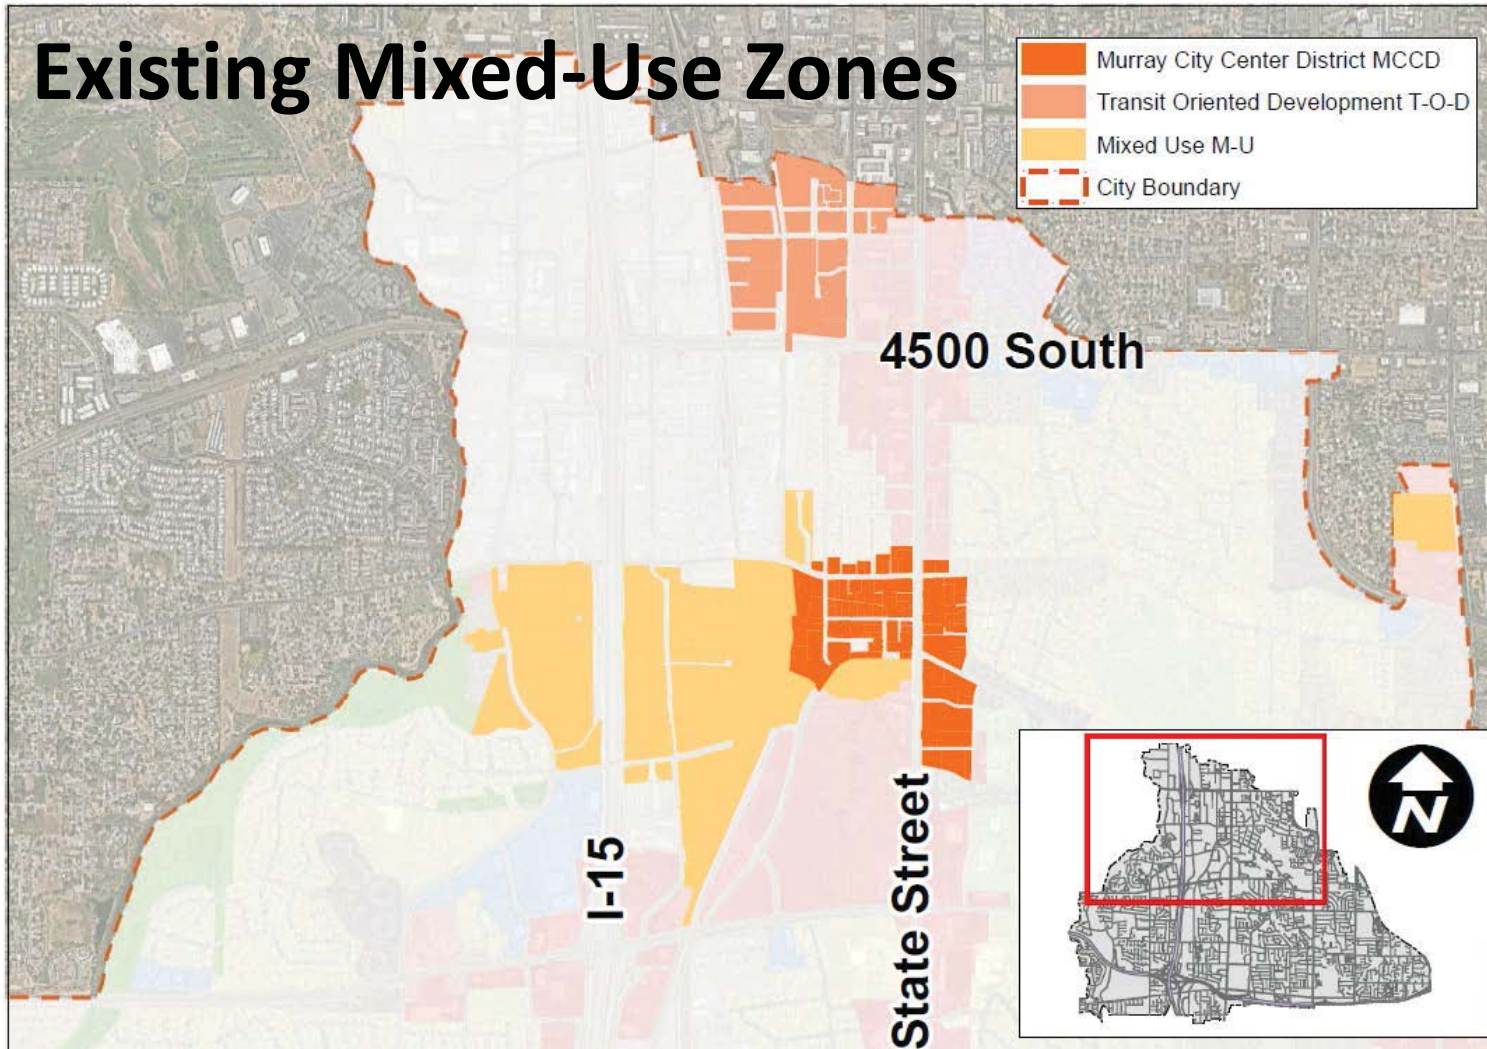 Existing Mixed-Use Zones
Murray City Center District MCCD
Transit Oriented Development T-O-D
Mixed Use M-U
City Boundary
4500 South
I-15
State Street
N